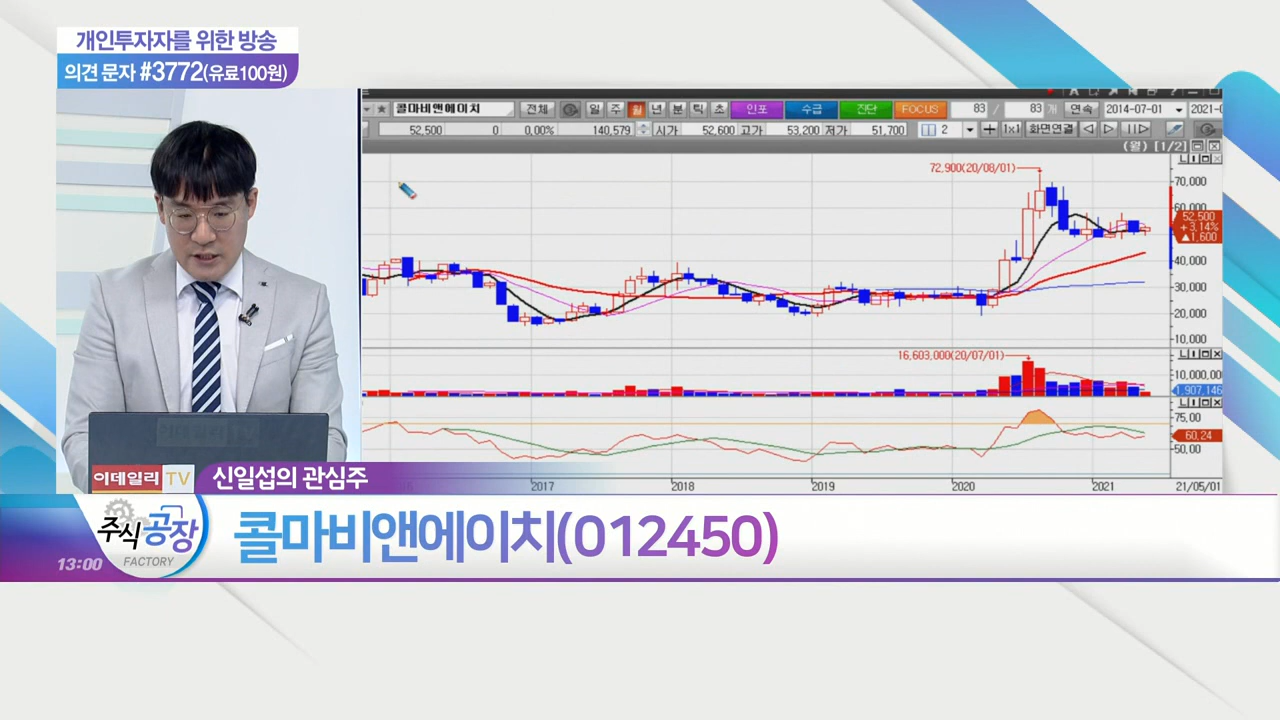 개인투자자를 위한 방송
의견 문자 #3772(유료100원)
콜마비앤에이치 전체 일 주 월 년 분 틱 초 인포 수급 진단 FOCUS 83 / 83 개 연속 2014-07-01 2021-0
52,500 0 0,00% 140,579 시가 52,600 고가 53,200 저가 51,700 2 1x1 화면연결
(월) [1/2]
72,900(20/08/01)
70,000
60,000
52,500
+3,14%
▲1,600
40,000
30,000
20,000
10,000
16,603,000(20/07/01)
10,000,00
1,907,146
75,00
60,24
50,00
2017 2018 2019 2020 2021 21/05/01
이데일리 TV
신일섭의 관심주
주식공장
FACTORY
13:00
콜마비앤에이치(012450)